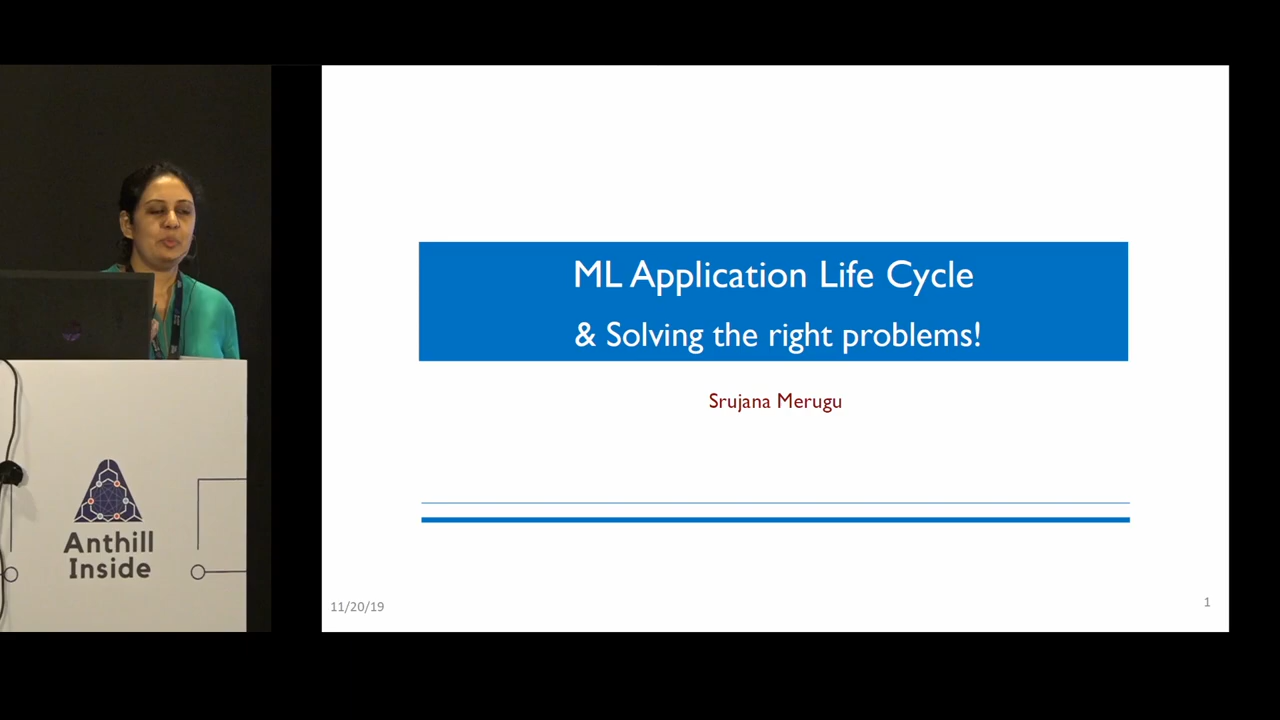 ML Application Life Cycle
& Solving the right problems!
Srujana Merugu
11/20/19
1
Anthill
Inside